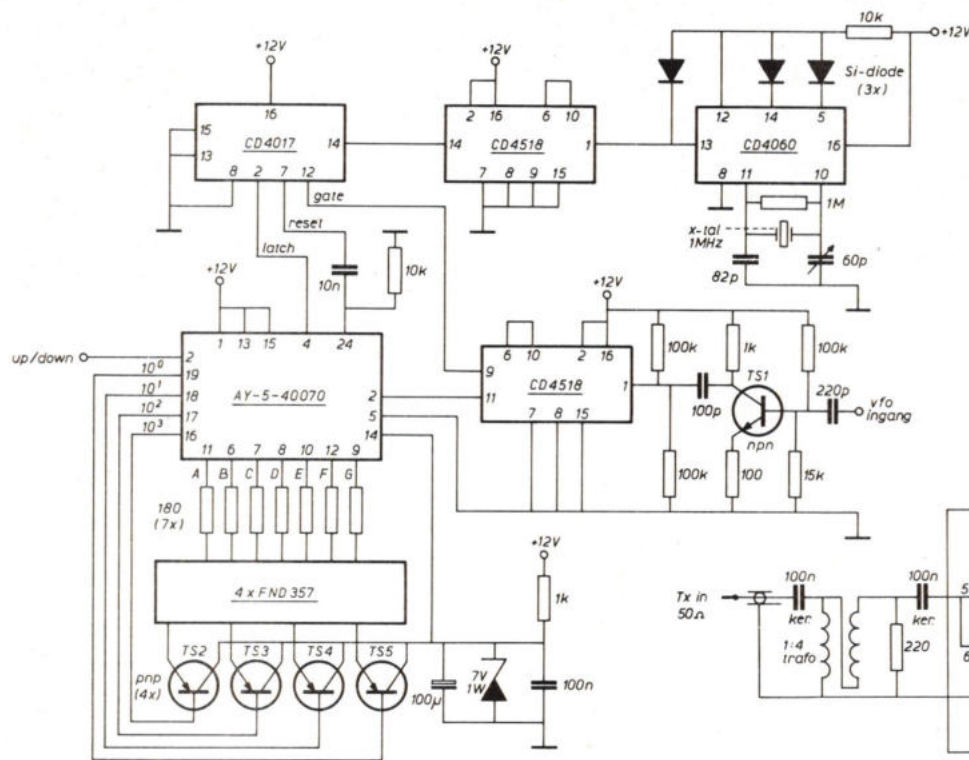 10k
+12V
+12V
+12V
Si-diode
(3x)
16
15
13
CD4017
14
8 2 7 12
2 16 6 10
14
CD4518
1
7 8 9 15
12 14 5
13
CD4060
16
8 11 10
gate
reset
latch
10n
10k
1M
x-tal
1MHz
82p
60p
+12V
1 13 15 4 24
up/down
2
10⁰
19
10¹
18
10²
17
10³
16
AY-5-40070
2
5
14
11 6 7 8 10 12 9
A B C D E F G
180
(7x)
+12V
6 10 2 16
9
11
CD4518
1
7 8 15
100k
1k
100k
TS1
100p
220p
vfo
ingang
npn
100k
100
15k
4xFND357
TS2 TS3 TS4 TS5
pnp
(4x)
+12V
1k
100µ
7V
1W
100n
Tx in
50Ω
100n
ker.
1:4
trafo
220
100n
ker.
5
6